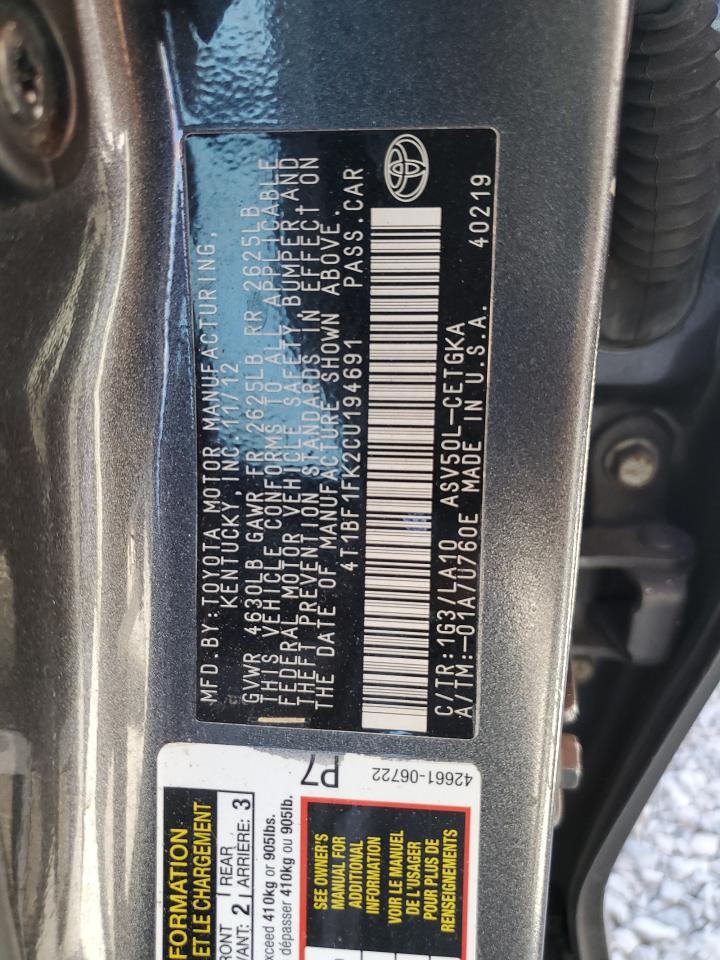 MFD.BY:TOYOTA MOTOR MANUFACTURING,
KENTUCKY,INC 11/12
GVWR 4630LB GAWR FR 2625LB RR 2625LB
THIS VEHICLE CONFORMS TO ALL APPLICABLE
FEDERAL MOTOR VEHICLE SAFETY, BUMPER AND
THEFT PREVENTION STANDARDS IN EFFECT ON
THE DATE OF MANUFACTURE SHOWN ABOVE.
4T1BF1FK2CU194691 PASS.CAR
C/TR:1G3/LA10 ASV50L-CETGKA
A/TM:-01A/U760E MADE IN U.S.A. 40219
FORMATION
ET LE CHARGEMENT
RONT
VANT: 2
REAR
ARRIÈRE: 3
xceed 410kg or 905lbs.
dépasser 410kg ou 905lb.
P7
SEE OWNER'S
MANUAL FOR
ADDITIONAL
INFORMATION
VOIR LE MANUEL
DE L'USAGER
POUR PLUS DE
RENSEIGNEMENTS
42661-06722